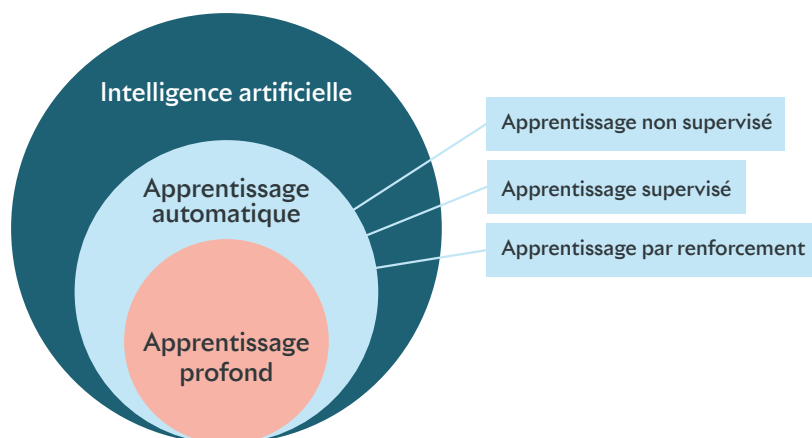 Intelligence artificielle
Apprentissage non supervisé
Apprentissage
automatique
Apprentissage supervisé
Apprentissage par renforcement
Apprentissage
profond